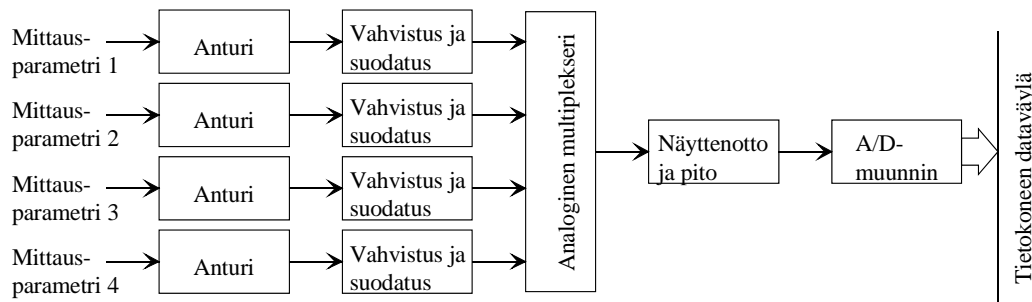 Mittaus-
parametri 1
Anturi
Vahvistus ja
suodatus
Mittaus-
parametri 2
Anturi
Vahvistus ja
suodatus
Mittaus-
parametri 3
Anturi
Vahvistus ja
suodatus
Mittaus-
parametri 4
Anturi
Vahvistus ja
suodatus
Analoginen multiplekseri
Näyttenotto
ja pito
A/D-
muunnin
Tietokoneen dataväylä